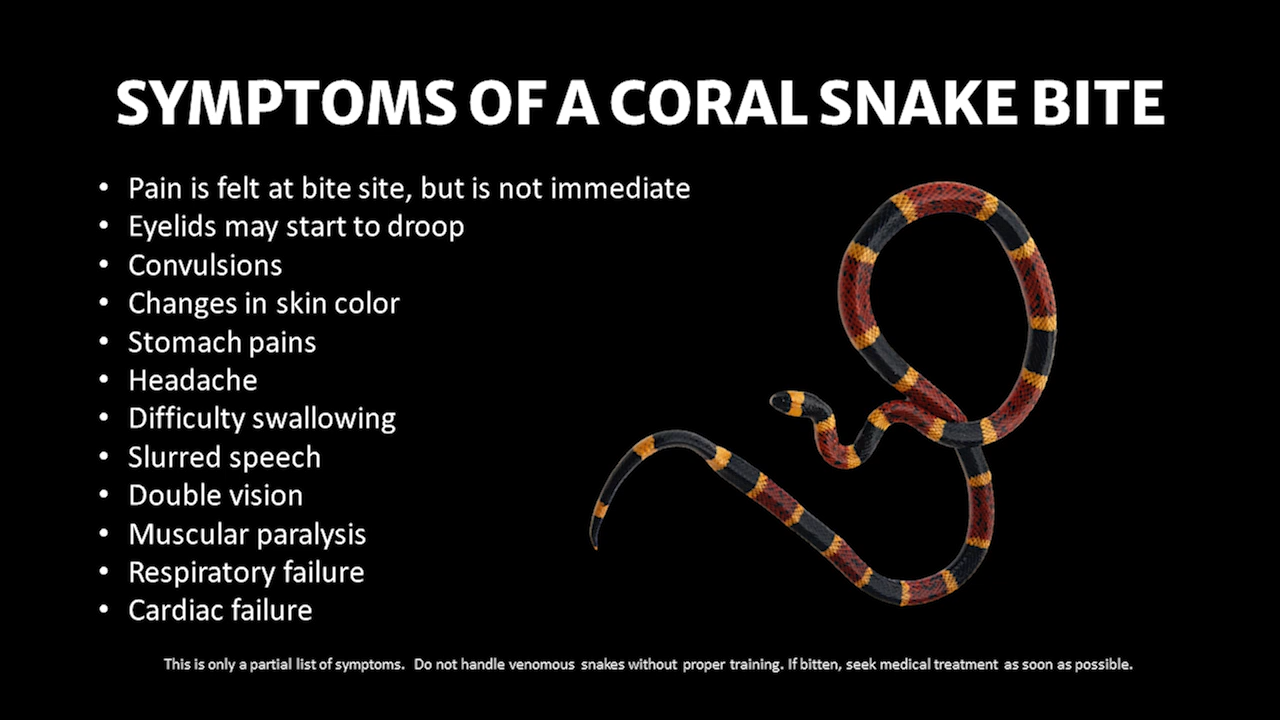 SYMPTOMS OF A CORAL SNAKE BITE
• Pain is felt at bite site, but is not immediate
• Eyelids may start to droop
• Convulsions
• Changes in skin color
• Stomach pains
• Headache
• Difficulty swallowing
• Slurred speech
• Double vision
• Muscular paralysis
• Respiratory failure
• Cardiac failure
This is only a partial list of symptoms. Do not handle venomous snakes without proper training. If bitten, seek medical treatment as soon as possible.